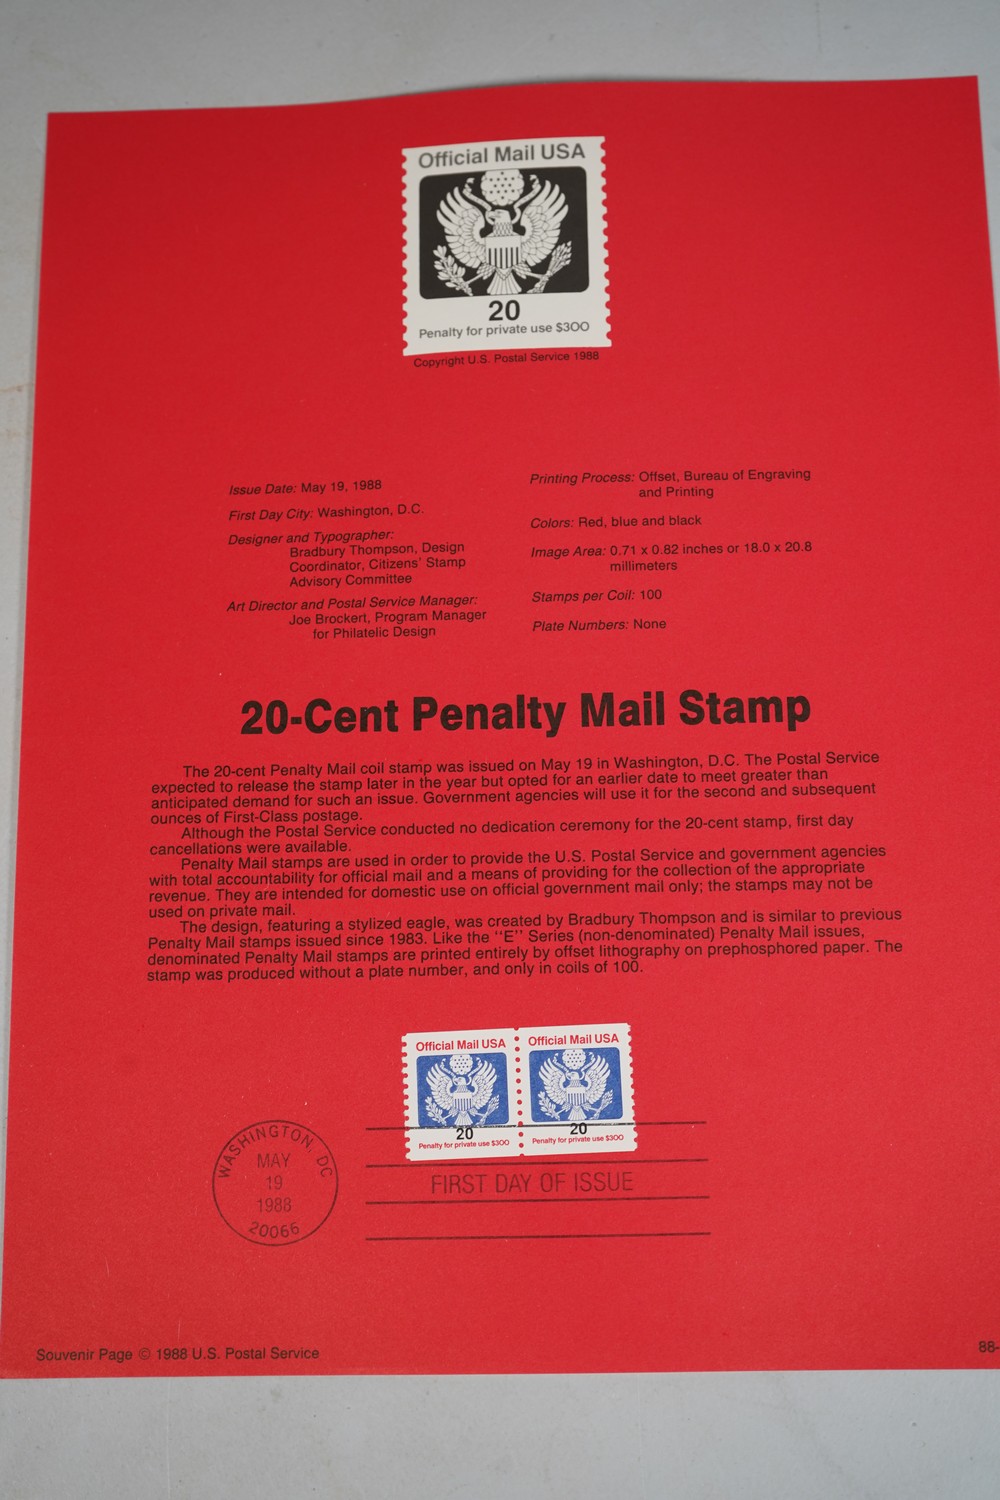 Official Mail USA
20
Penalty for private use $300
Copyright U.S. Postal Service 1988
Issue Date: May 19, 1988
First Day City: Washington, D.C.
Designer and Typographer:
Bradbury Thompson, Design
Coordinator, Citizens' Stamp
Advisory Committee
Art Director and Postal Service Manager:
Joe Brockert, Program Manager
for Philatelic Design
Printing Process: Offset, Bureau of Engraving
and Printing
Colors: Red, blue and black
Image Area: 0.71 x 0.82 inches or 18.0 x 20.8
millimeters
Stamps per Coil: 100
Plate Numbers: None
20-Cent Penalty Mail Stamp
The 20-cent Penalty Mail coil stamp was issued on May 19 in Washington, D.C. The Postal Service
expected to release the stamp later in the year but opted for an earlier date to meet greater than
anticipated demand for such an issue. Government agencies will use it for the second and subsequent
ounces of First-Class postage.
Although the Postal Service conducted no dedication ceremony for the 20-cent stamp, first day
cancellations were available.
Penalty Mail stamps are used in order to provide the U.S. Postal Service and government agencies
with total accountability for official mail and a means of providing for the collection of the appropriate
revenue. They are intended for domestic use on official government mail only; the stamps may not be
used on private mail.
The design, featuring a stylized eagle, was created by Bradbury Thompson and is similar to previous
Penalty Mail stamps issued since 1983. Like the "E" Series (non-denominated) Penalty Mail issues,
denominated Penalty Mail stamps are printed entirely by offset lithography on prephosphored paper. The
stamp was produced without a plate number, and only in coils of 100.
Official Mail USA
20
Penalty for private use $300
Official Mail USA
20
Penalty for private use $300
WASHINGTON, DC
MAY
19
1988
20066
FIRST DAY OF ISSUE
Souvenir Page © 1988 U.S. Postal Service
88-